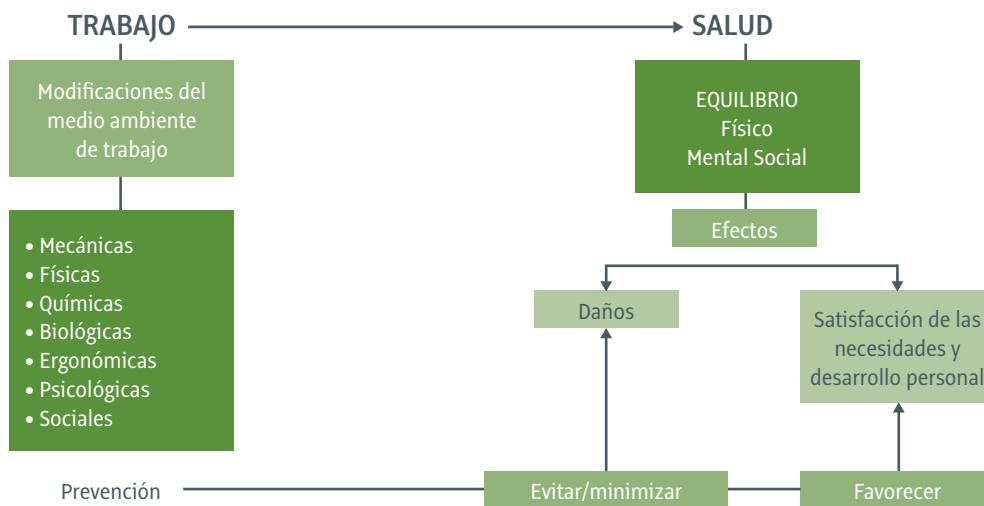 TRABAJO
SALUD
Modificaciones del
medio ambiente
de trabajo
EQUILIBRIO
Físico
Mental Social
• Mecánicas
• Físicas
• Químicas
• Biológicas
• Ergonómicas
• Psicológicas
• Sociales
Efectos
Daños
Satisfacción de las
necesidades y
desarrollo personal
Prevención
Evitar/minimizar
Favorecer